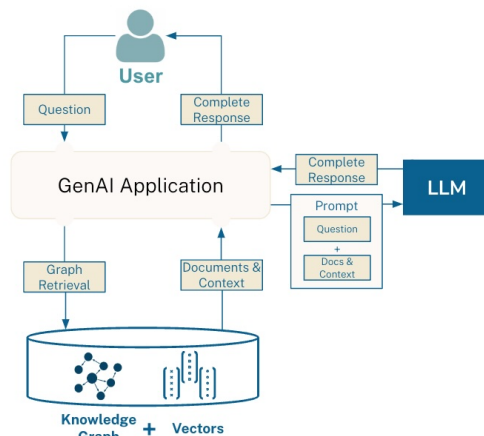 User
Question
Complete
Response
GenAI Application
Complete
Response
LLM
Prompt
Question
+
Docs &
Context
Graph
Retrieval
Documents &
Context
Knowledge
Graph
+
Vectors